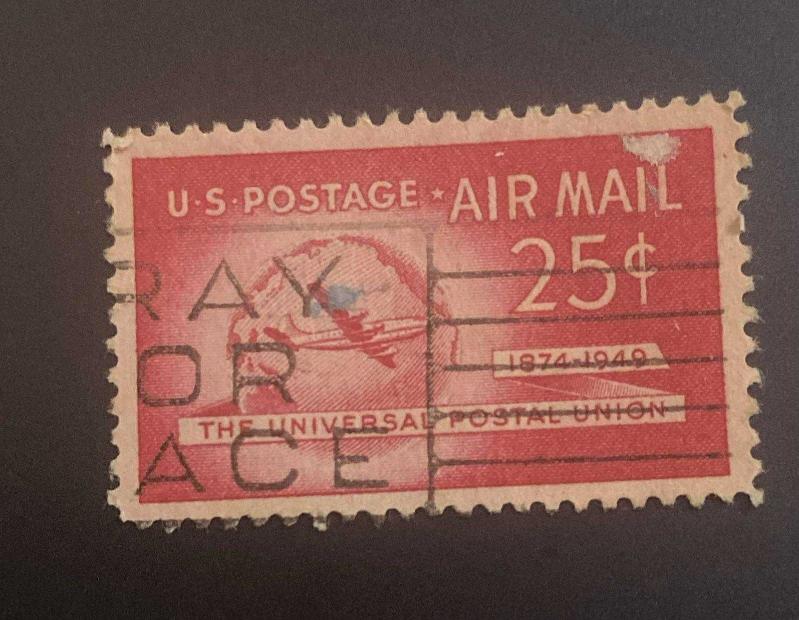 U·S·POSTAGE ★ AIR MAIL
25¢
RAY
OR
ACE
1874-1949
THE UNIVERSAL POSTAL UNION